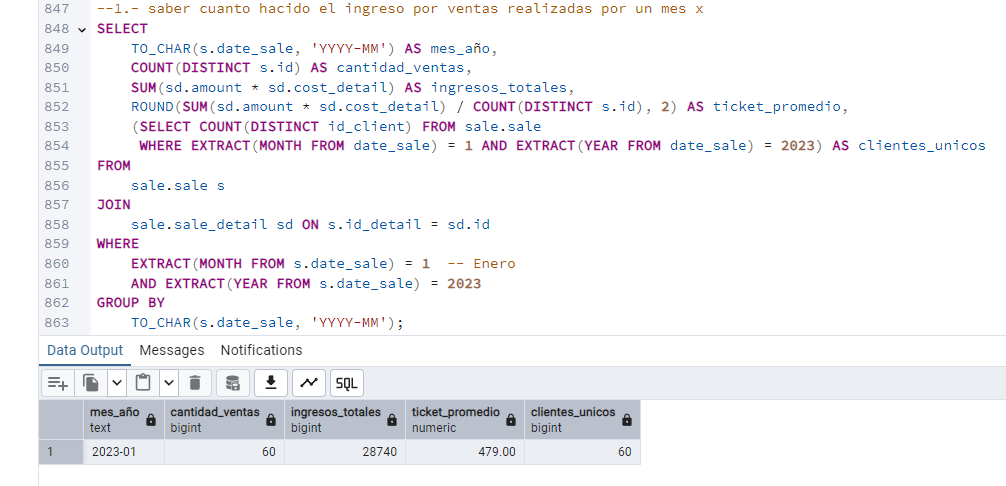 847 --1.- saber cuanto hacido el ingreso por ventas realizadas por un mes x
848 SELECT
849 TO_CHAR(s.date_sale, 'YYYY-MM') AS mes_año,
850 COUNT(DISTINCT s.id) AS cantidad_ventas,
851 SUM(sd.amount * sd.cost_detail) AS ingresos_totales,
852 ROUND(SUM(sd.amount * sd.cost_detail) / COUNT(DISTINCT s.id), 2) AS ticket_promedio,
853 (SELECT COUNT(DISTINCT id_client) FROM sale.sale
854 WHERE EXTRACT(MONTH FROM date_sale) = 1 AND EXTRACT(YEAR FROM date_sale) = 2023) AS clientes_unicos
855 FROM
856 sale.sale s
857 JOIN
858 sale.sale_detail sd ON s.id_detail = sd.id
859 WHERE
860 EXTRACT(MONTH FROM s.date_sale) = 1 -- Enero
861 AND EXTRACT(YEAR FROM s.date_sale) = 2023
862 GROUP BY
863 TO_CHAR(s.date_sale, 'YYYY-MM');
Data Output Messages Notifications
SQL
mes_año cantidad_ventas ingresos_totales ticket_promedio clientes_unicos
text bigint bigint numeric bigint
1 2023-01 60 28740 479.00 60